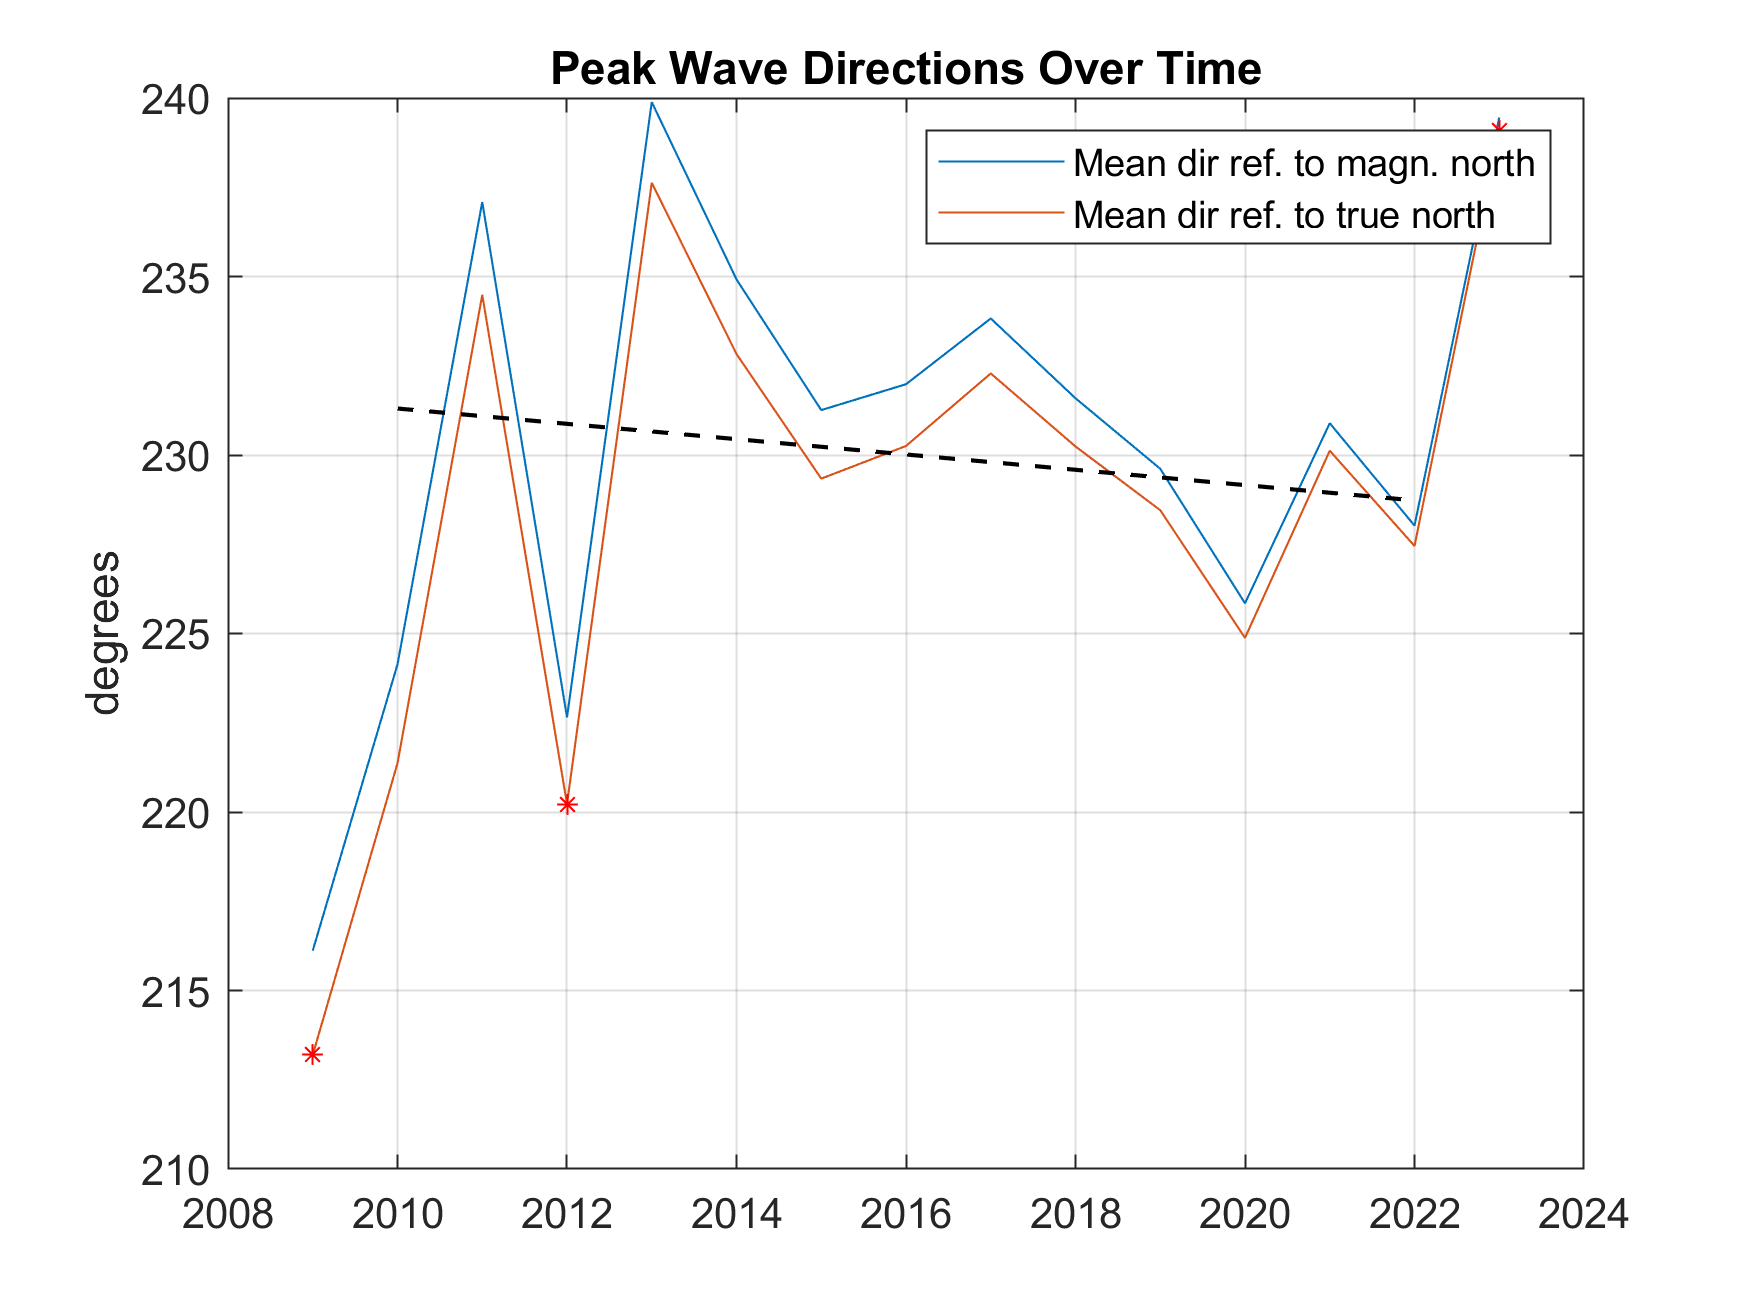 Peak Wave Directions Over Time
240
235
230
225
220
215
210
degrees
Mean dir ref. to magn. north
Mean dir ref. to true north
2008 2010 2012 2014 2016 2018 2020 2022 2024